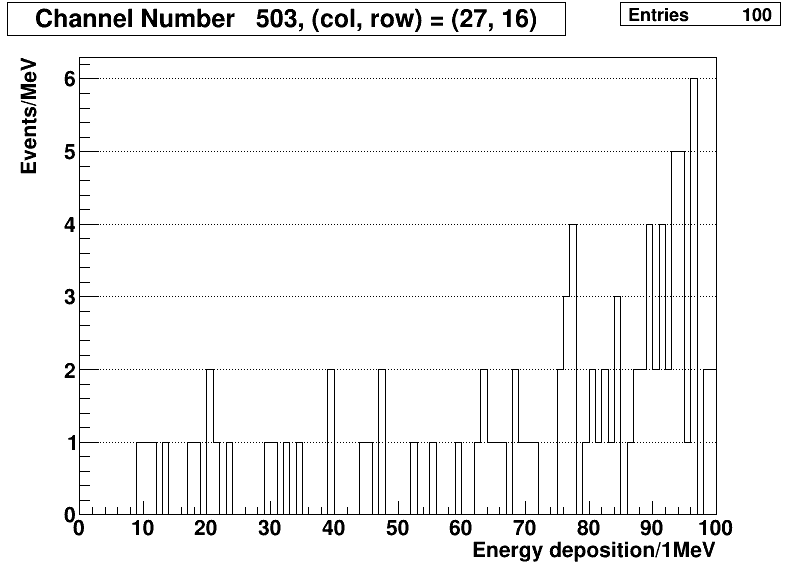 Channel Number 503, (col, row) = (27, 16)
Entries 100
Events/MeV
6
5
4
3
2
1
0
0 10 20 30 40 50 60 70 80 90 100
Energy deposition/1MeV